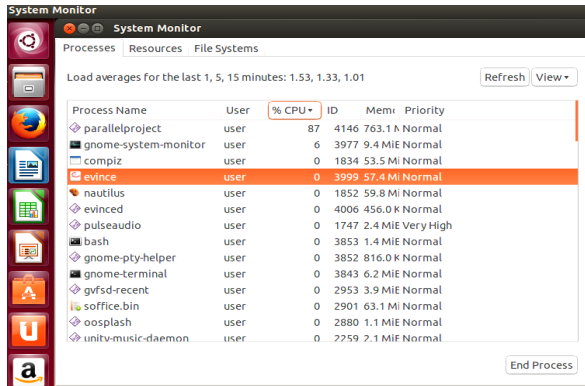 System Monitor
System Monitor
Processes Resources File Systems
Load averages for the last 1, 5, 15 minutes: 1.53, 1.33, 1.01 Refresh View
Process Name User % CPU ID Memo Priority
parallelproject user 87 4146 763.1 M Normal
gnome-system-monitor user 6 3977 9.4 MiB Normal
compiz user 0 1834 53.5 Mi Normal
evince user 0 3999 57.4 Mi Normal
nautilus user 0 1852 59.8 Mi Normal
evinced user 0 4006 456.0 K Normal
pulseaudio user 0 1747 2.4 MiB Very High
bash user 0 3853 1.4 MiB Normal
gnome-pty-helper user 0 3852 816.0 K Normal
gnome-terminal user 0 3843 6.2 MiB Normal
gvfsd-recent user 0 2953 3.9 MiB Normal
soffice.bin user 0 2901 63.1 Mi Normal
oosplash user 0 2880 1.1 MiB Normal
unity-music-daemon user 0 2259 2.1 MiB Normal
End Process
a